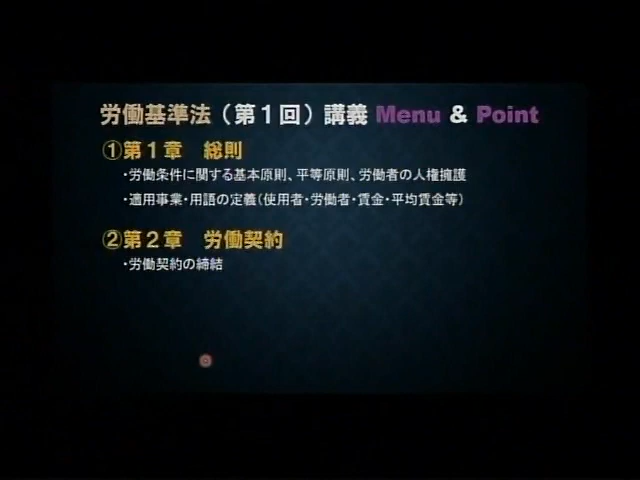 労働基準法（第１回）講義 Menu & Point
①第１章　総則
・労働条件に関する基本原則、平等原則、労働者の人権擁護
・適用事業・用語の定義（使用者・労働者・賃金・平均賃金等）
②第２章　労働契約
・労働契約の締結